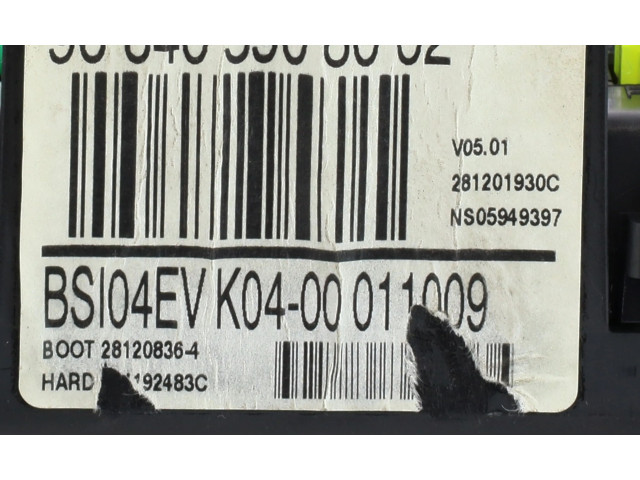 V05.01
281201930C
NS05949397
BSI04EV K04-00 011009
BOOT 28120836-4
HARD